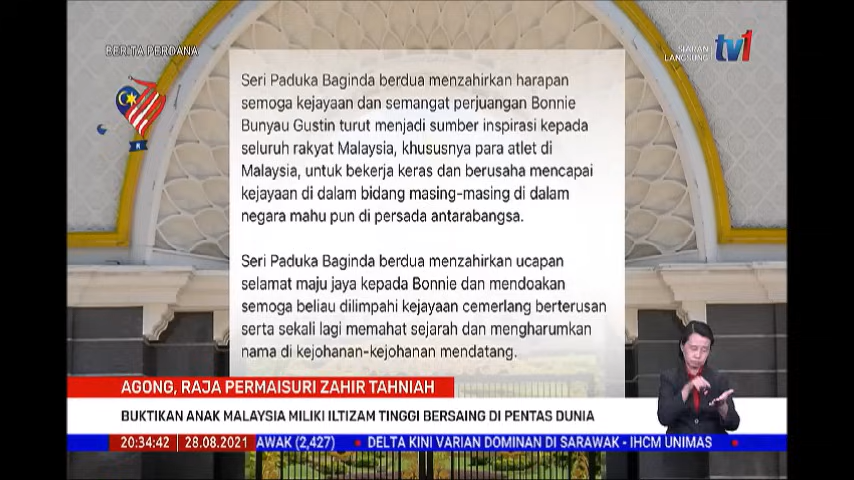 BERITA PERDANA
SIARAN
LANGSUNG
tv1
Seri Paduka Baginda berdua menzahirkan harapan
semoga kejayaan dan semangat perjuangan Bonnie
Bunyau Gustin turut menjadi sumber inspirasi kepada
seluruh rakyat Malaysia, khususnya para atlet di
Malaysia, untuk bekerja keras dan berusaha mencapai
kejayaan di dalam bidang masing-masing di dalam
negara mahu pun di persada antarabangsa.
Seri Paduka Baginda berdua menzahirkan ucapan
selamat maju jaya kepada Bonnie dan mendoakan
semoga beliau dilimpahi kejayaan cemerlang berterusan
serta sekali lagi memahat sejarah dan mengharumkan
nama di kejohanan-kejohanan mendatang.
AGONG, RAJA PERMAISURI ZAHIR TAHNIAH
BUKTIKAN ANAK MALAYSIA MILIKI ILTIZAM TINGGI BERSAING DI PENTAS DUNIA
20:34:42 28.08.2021 AWAK (2,427) • DELTA KINI VARIAN DOMINAN DI SARAWAK - IHCM UNIMAS •